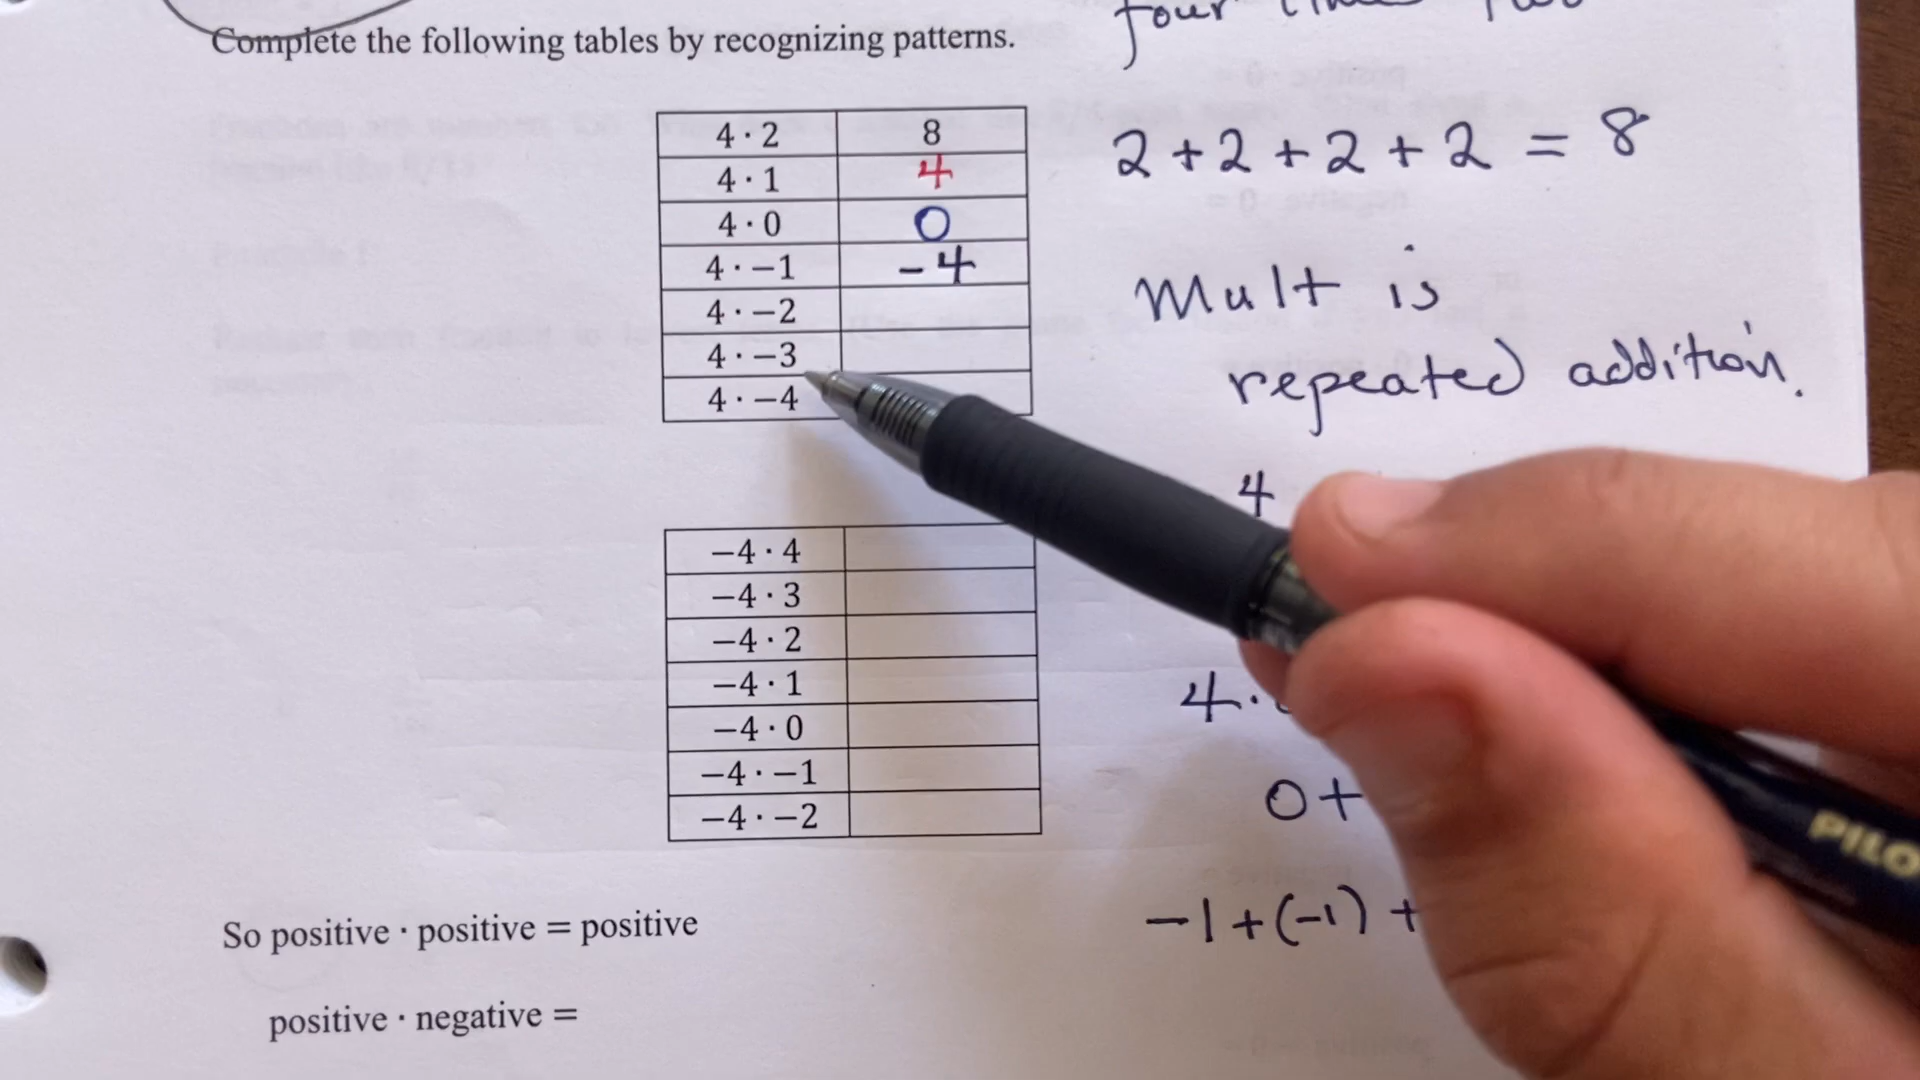 four
Complete the following tables by recognizing patterns.
4 · 2 8
4 · 1 4
4 · 0 0
4 · −1 -4
4 · −2
4 · −3
4 · −4
2 + 2 + 2 + 2 = 8
Mult is
repeated addition.
4
−4 · 4
−4 · 3
−4 · 2
−4 · 1
−4 · 0
−4 · −1
−4 · −2
4 ·
0 +
-1 + (-1) +
PILO
So positive · positive = positive
positive · negative =